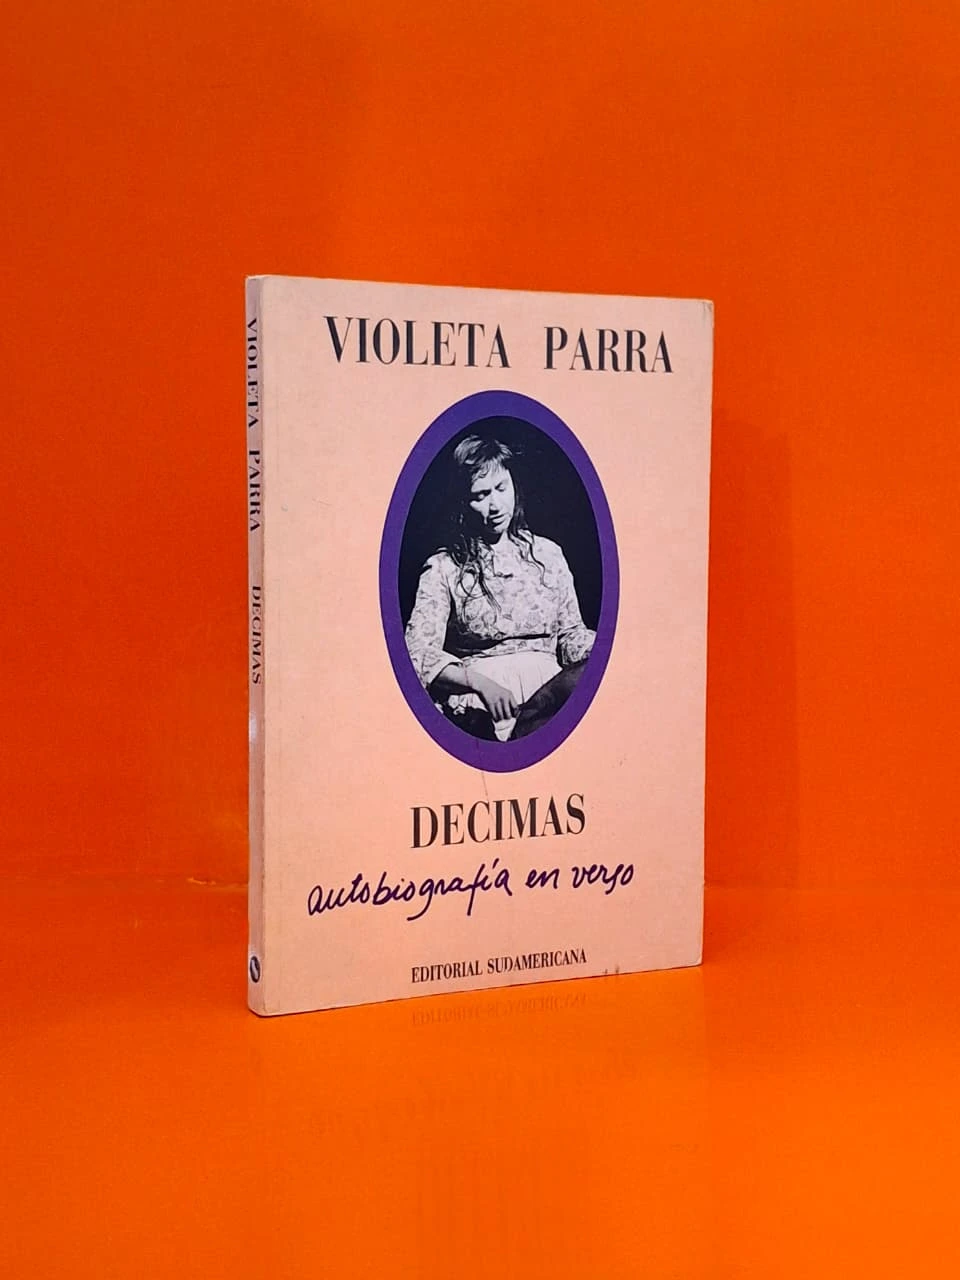 VIOLETA PARRA
DECIMAS
autobiografía en verso
EDITORIAL SUDAMERICANA
VIOLETA PARRA DECIMAS